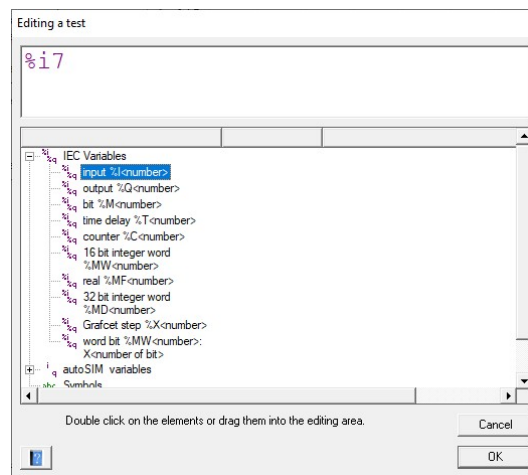 Editing a test
%i7
IEC Variables
input %I<number>
output %Q<number>
bit %M<number>
time delay %T<number>
counter %C<number>
16 bit integer word
%MW<number>
real %MF<number>
32 bit integer word
%MD<number>
Grafcet step %X<number>
word bit %MW<number>:
X<number of bit>
autoSIM variables
abc Symbols
Double click on the elements or drag them into the editing area.
Cancel
OK